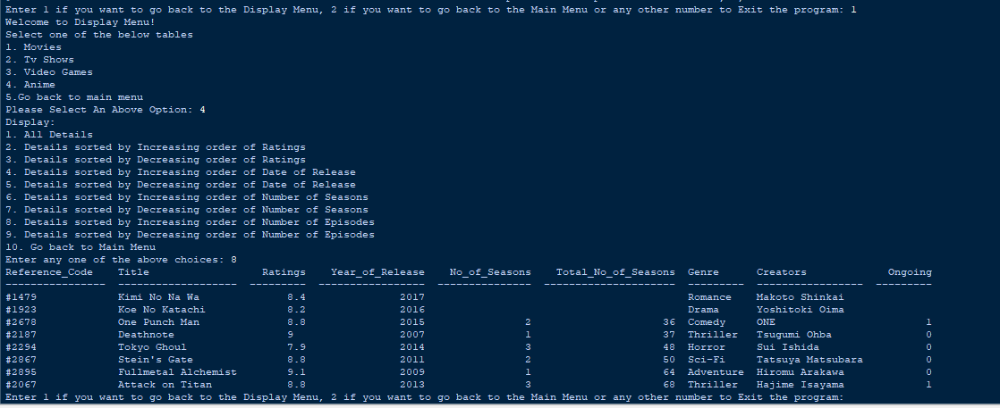 Enter 1 if you want to go back to the Display Menu, 2 if you want to go back to the Main Menu or any other number to Exit the program: 1
Welcome to Display Menu!
Select one of the below tables
1. Movies
2. Tv Shows
3. Video Games
4. Anime
5.Go back to main menu
Please Select An Above Option: 4
Display:
1. All Details
2. Details sorted by Increasing order of Ratings
3. Details sorted by Decreasing order of Ratings
4. Details sorted by Increasing order of Date of Release
5. Details sorted by Decreasing order of Date of Release
6. Details sorted by Increasing order of Number of Seasons
7. Details sorted by Decreasing order of Number of Seasons
8. Details sorted by Increasing order of Number of Episodes
9. Details sorted by Decreasing order of Number of Episodes
10. Go back to Main Menu
Enter any one of the above choices: 8
Reference_Code    Title                  Ratings    Year_of_Release    No_of_Seasons    Total_No_of_Seasons  Genre      Creators             Ongoing
----------------  -------------------  ---------  -----------------  ---------------  ---------------------  ---------  -----------------  ---------
#1479             Kimi No Na Wa              8.4               2017                                          Romance    Makoto Shinkai
#1923             Koe No Katachi             8.2               2016                                          Drama      Yoshitoki Oima
#2678             One Punch Man              8.8               2015                2                     36  Comedy     ONE                        1
#2187             Deathnote                  9                 2007                1                     37  Thriller   Tsugumi Ohba               0
#2294             Tokyo Ghoul                7.9               2014                3                     48  Horror     Sui Ishida                 0
#2867             Stein's Gate               8.8               2011                2                     50  Sci-Fi     Tatsuya Matsubara          0
#2895             Fullmetal Alchemist        9.1               2009                1                     64  Adventure  Hiromu Arakawa             0
#2067             Attack on Titan            8.8               2013                3                     68  Thriller   Hajime Isayama             1
Enter 1 if you want to go back to the Display Menu, 2 if you want to go back to the Main Menu or any other number to Exit the program: